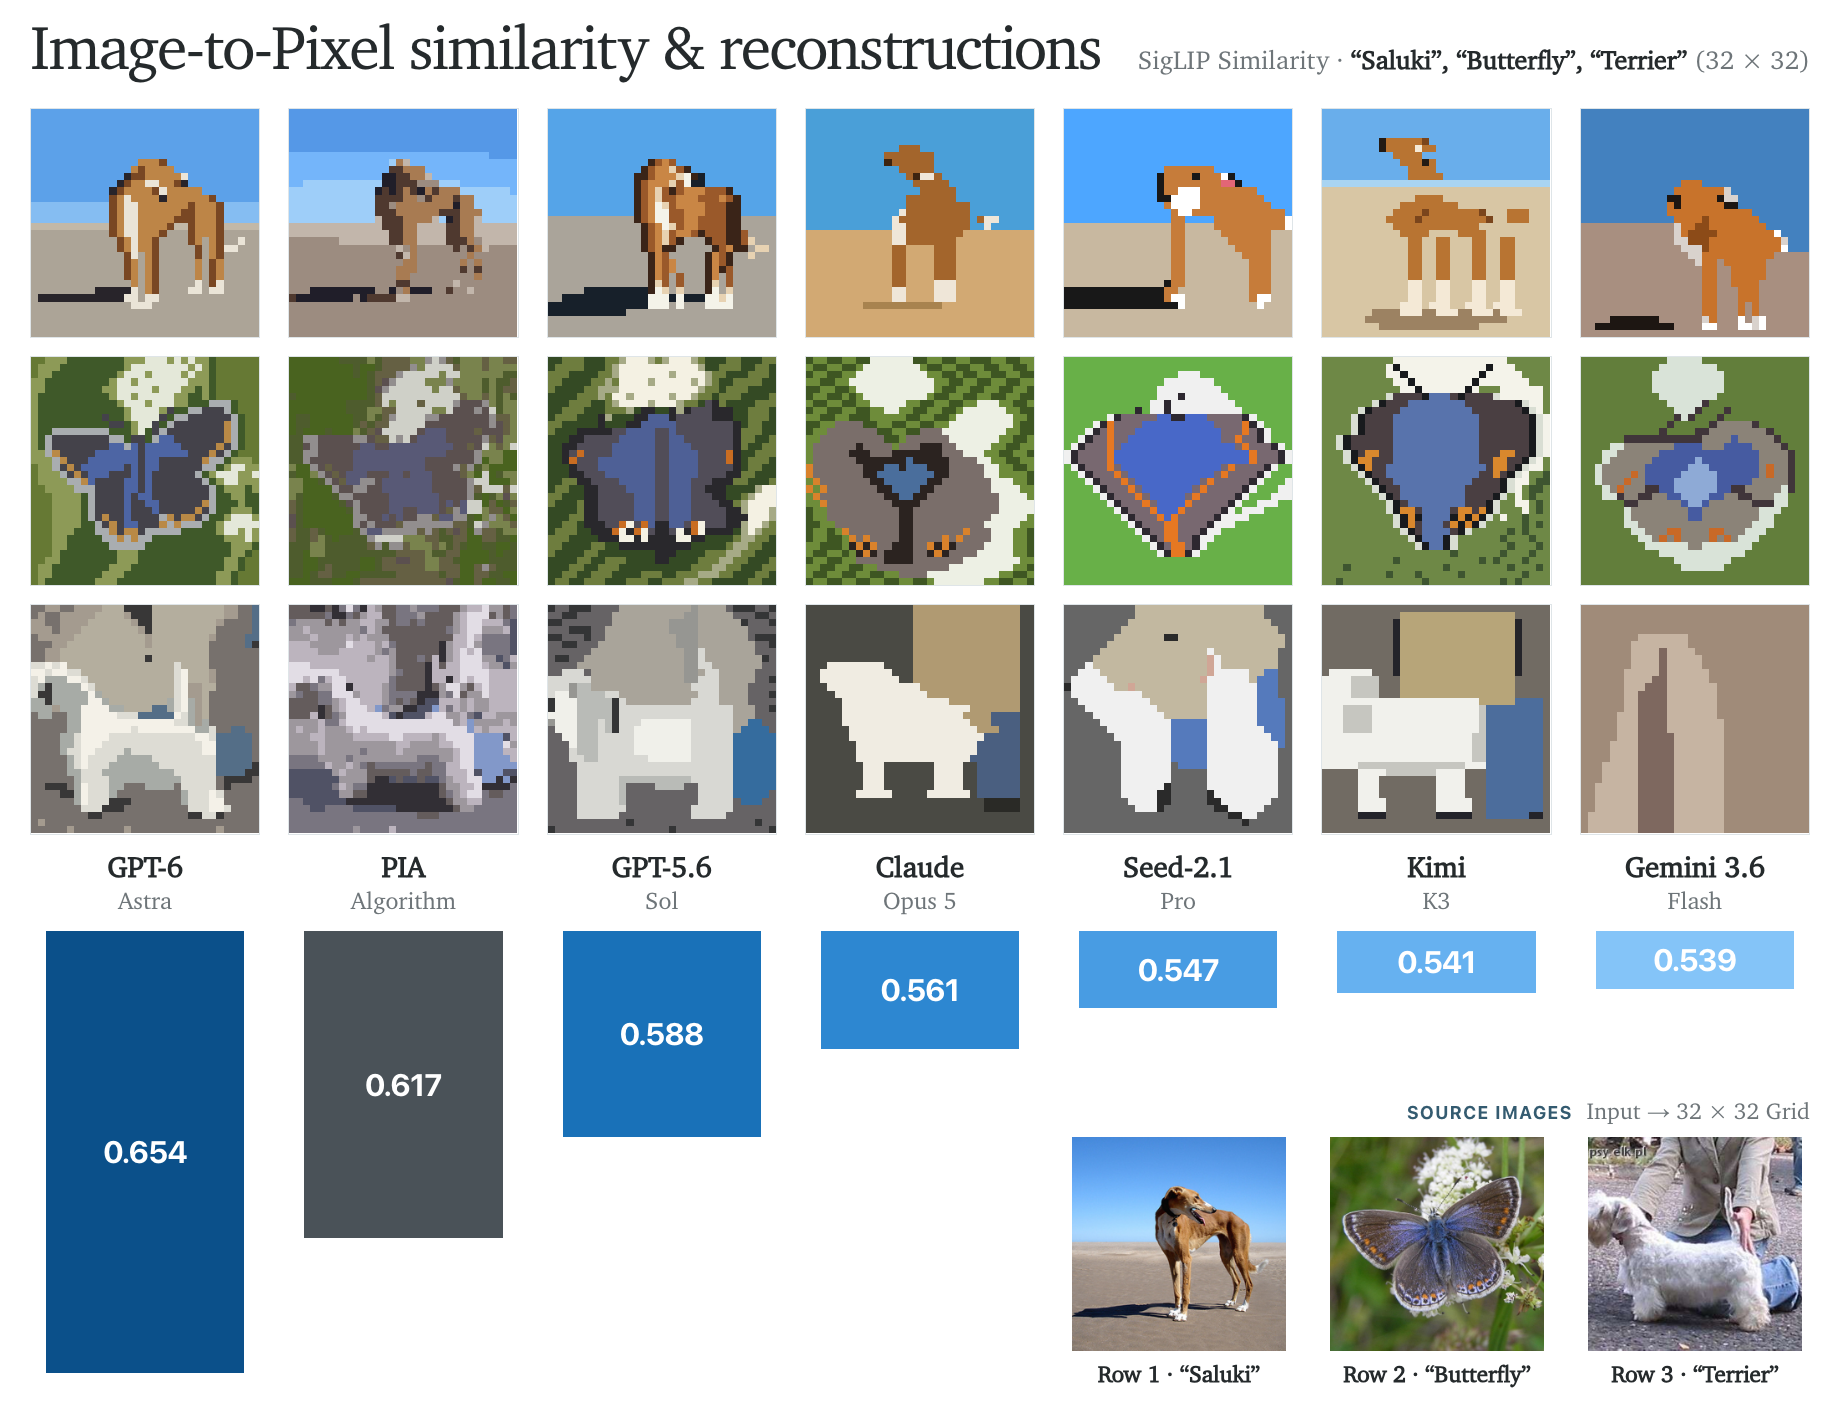 Image-to-Pixel similarity & reconstructions
SigLIP Similarity · “Saluki”, “Butterfly”, “Terrier” (32 × 32)
GPT-6
Astra
PIA
Algorithm
GPT-5.6
Sol
Claude
Opus 5
Seed-2.1
Pro
Kimi
K3
Gemini 3.6
Flash
0.654
0.617
0.588
0.561
0.547
0.541
0.539
SOURCE IMAGES Input → 32 × 32 Grid
psy.elk.pl
Row 1 · “Saluki”
Row 2 · “Butterfly”
Row 3 · “Terrier”